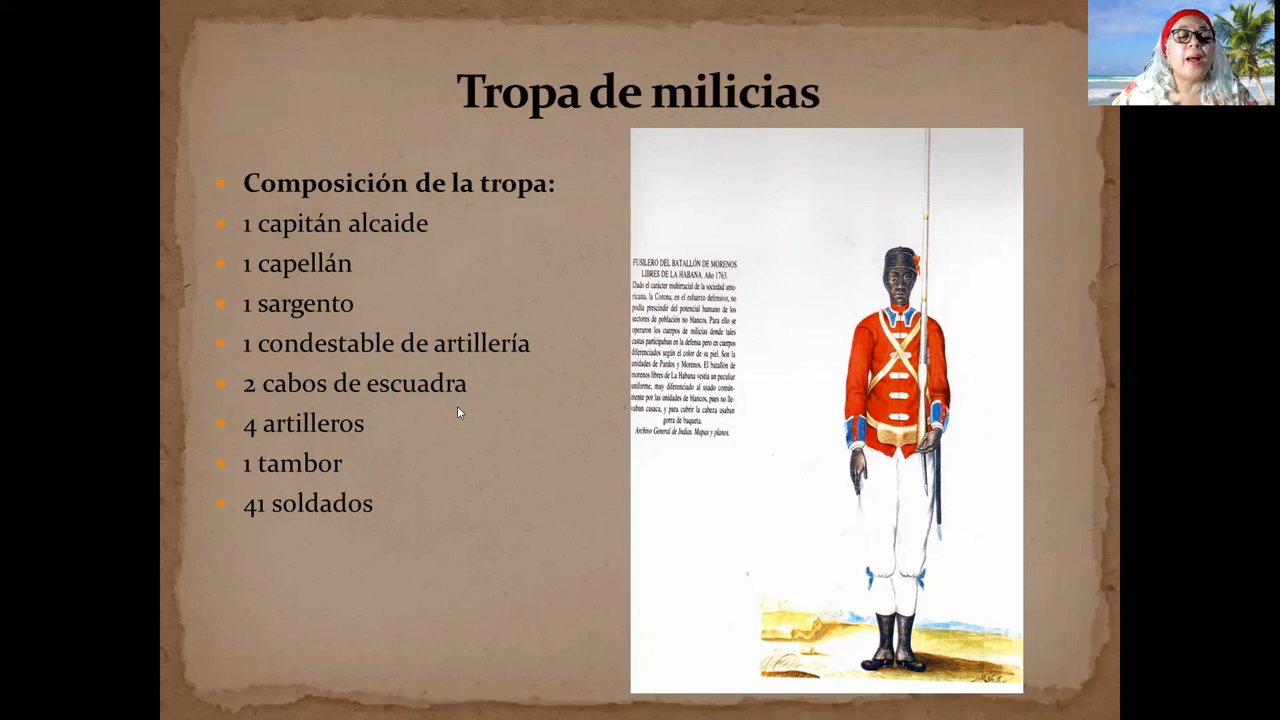 Tropa de milicias
Composición de la tropa:
1 capitán alcaide
1 capellán
1 sargento
1 condestable de artillería
2 cabos de escuadra
4 artilleros
1 tambor
41 soldados
FUSILERO DEL BATALLÓN DE MORENOS
LIBRES DE LA HABANA. Año 1763.
Dado el carácter multirracial de la sociedad ame-
ricana, la Corona, en el esfuerzo defensivo, no
podía prescindir del potencial humano de los
sectores de población no blancos. Para ello se
operaron los cuerpos de milicias donde tales
castas participaban en la defensa pero en cuerpos
diferenciados según el color de su piel. Son la
unidades de Pardos y Morenos. El batallón de
morenos libres de La Habana vestía un peculiar
uniforme, muy diferenciado al usado común-
mente por las unidades de blancos, pues no lle-
vaban casaca, y para cubrir la cabeza usaban
gorra de baqueta.
Archivo General de Indias. Mapas y planos.